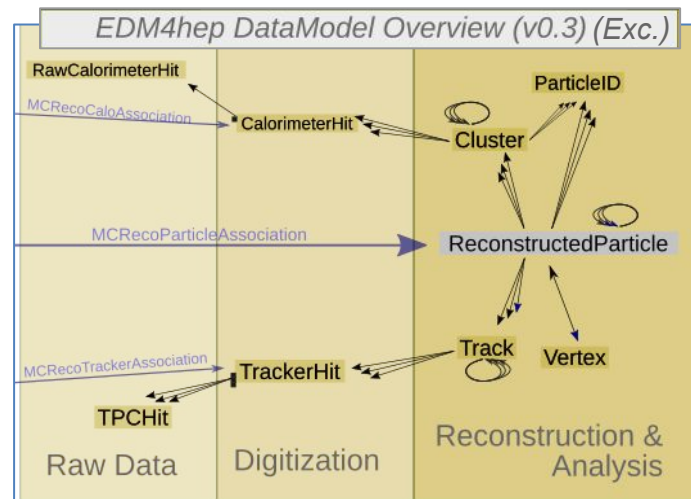 EDM4hep DataModel Overview (v0.3) (Exc.)
RawCalorimeterHit
ParticleID
MCRecoCaloAssociation
CalorimeterHit
Cluster
MCRecoParticleAssociation
ReconstructedParticle
MCRecoTrackerAssociation
TrackerHit
Track
Vertex
TPCHit
Raw Data
Digitization
Reconstruction &
Analysis